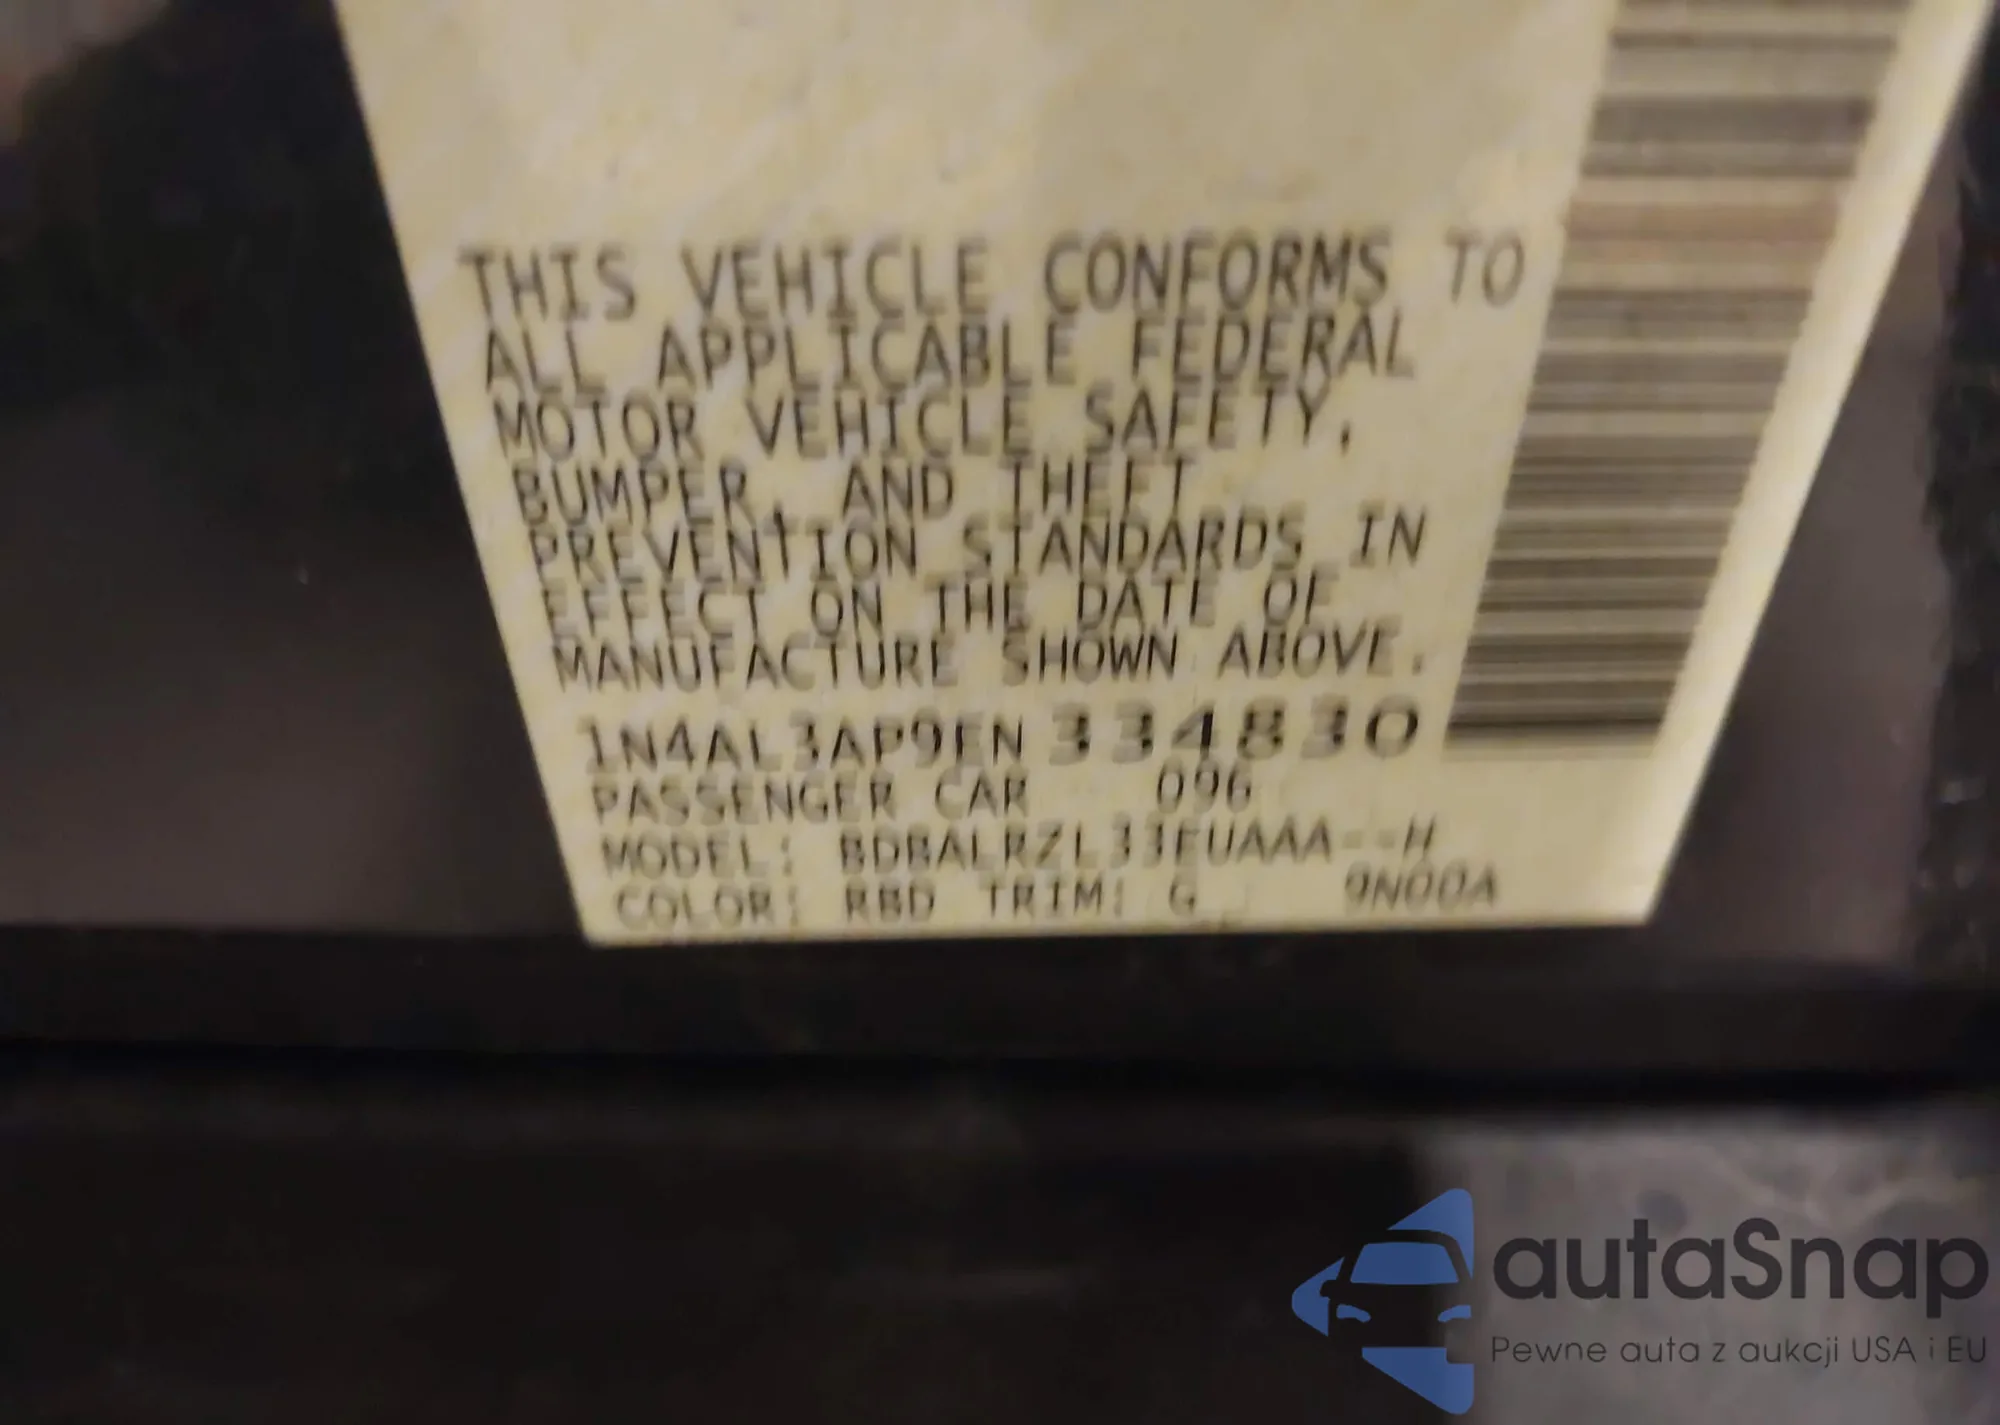 THIS VEHICLE CONFORMS TO
ALL APPLICABLE FEDERAL
MOTOR VEHICLE SAFETY,
BUMPER, AND THEFT
PREVENTION STANDARDS IN
EFFECT ON THE DATE OF
MANUFACTURE SHOWN ABOVE.
1N4AL3AP9EN 334830
PASSENGER CAR 096
MODEL: BDBALRZL33EUAAA--H
COLOR: RBD TRIM: G 9N00A
autaSnap
Pewne auta z aukcji USA i EU